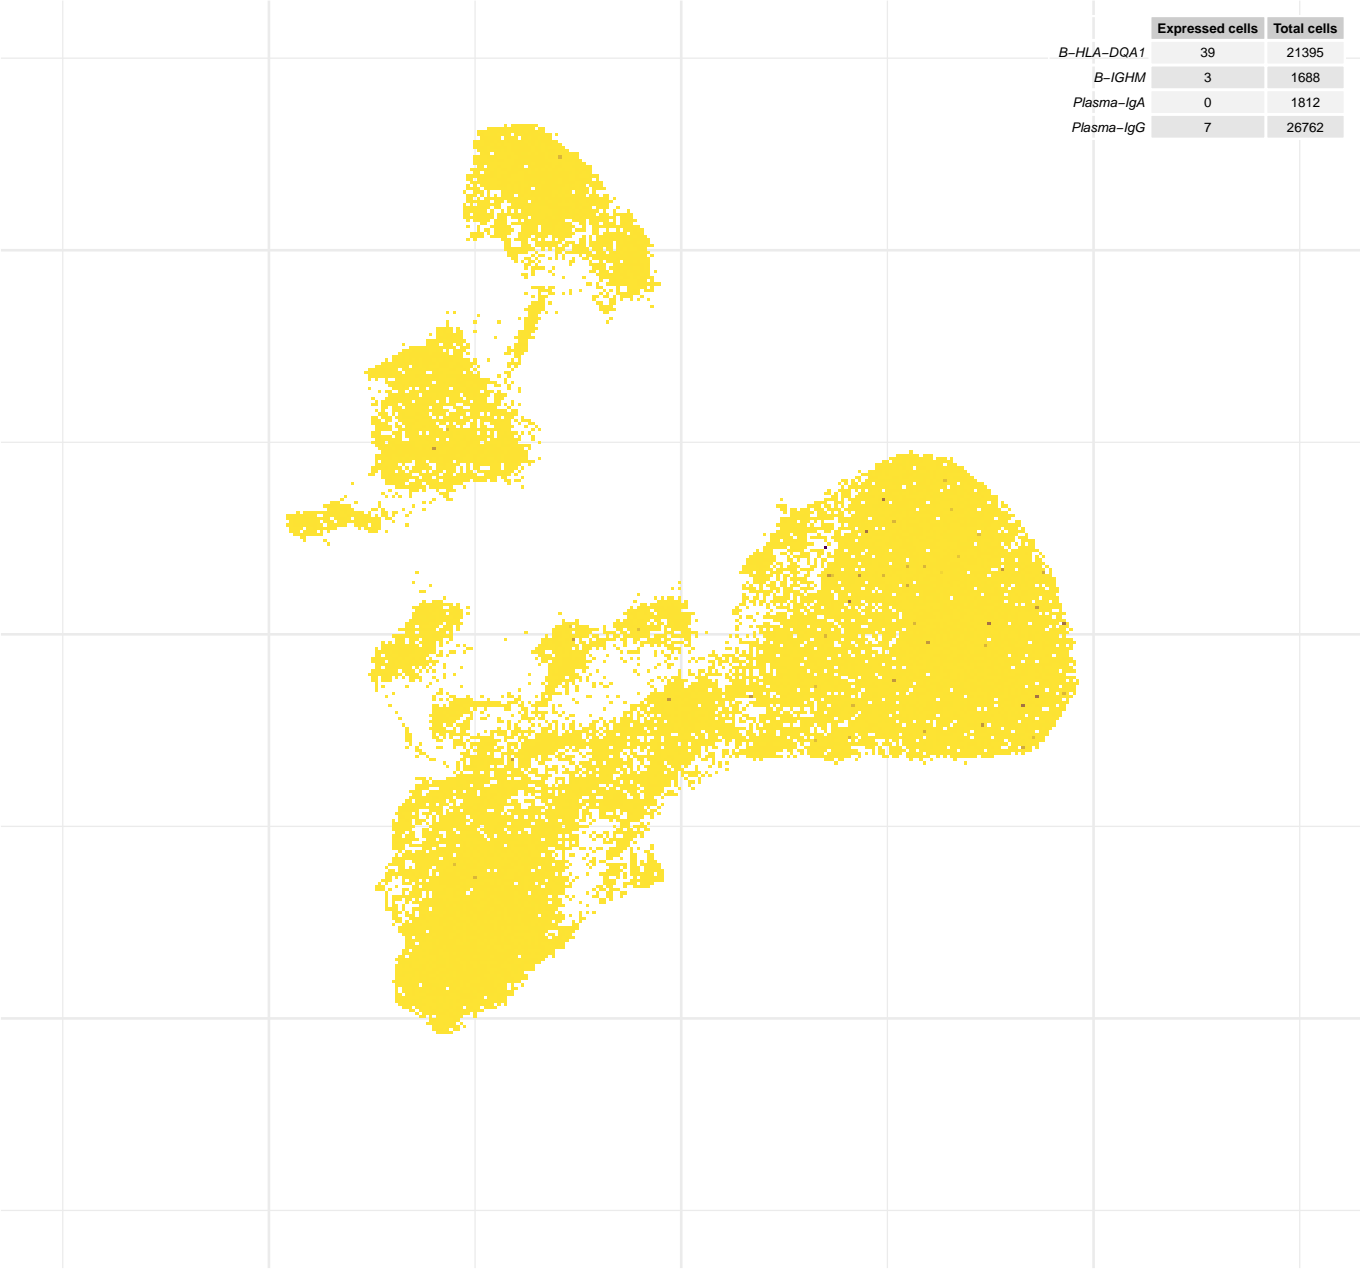 Expressed cells Total cells
B−HLA−DQA1 39 21395
B−IGHM 3 1688
Plasma−IgA 0 1812
Plasma−IgG 7 26762